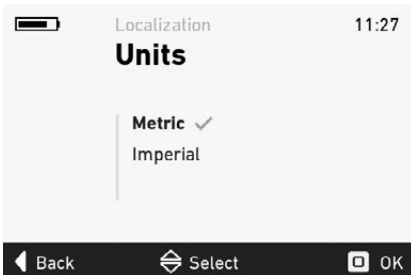 Localization
11:27
Units
Metric
Imperial
Back
Select
OK